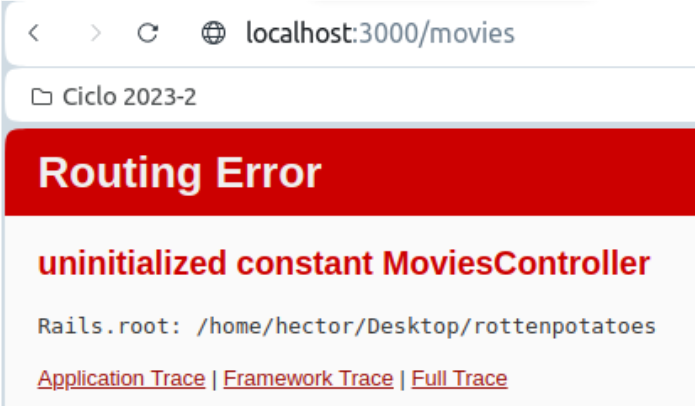 localhost:3000/movies
Ciclo 2023-2
Routing Error
uninitialized constant MoviesController
Rails.root: /home/hector/Desktop/rottenpotatoes
Application Trace | Framework Trace | Full Trace